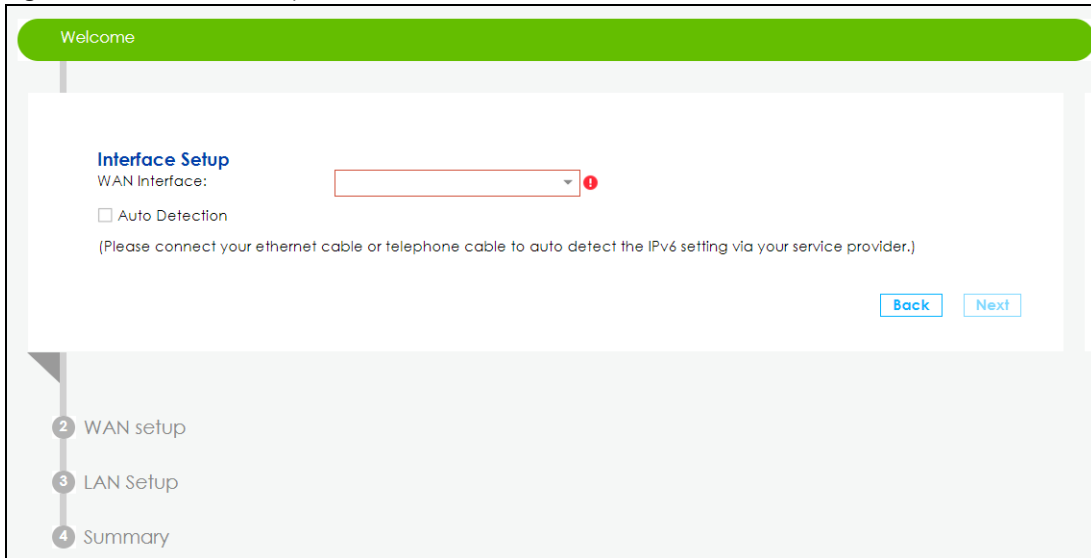 Welcome
Interface Setup
WAN Interface:
Auto Detection
(Please connect your ethernet cable or telephone cable to auto detect the IPv6 setting via your service provider.)
Back Next
2 WAN setup
3 LAN Setup
4 Summary